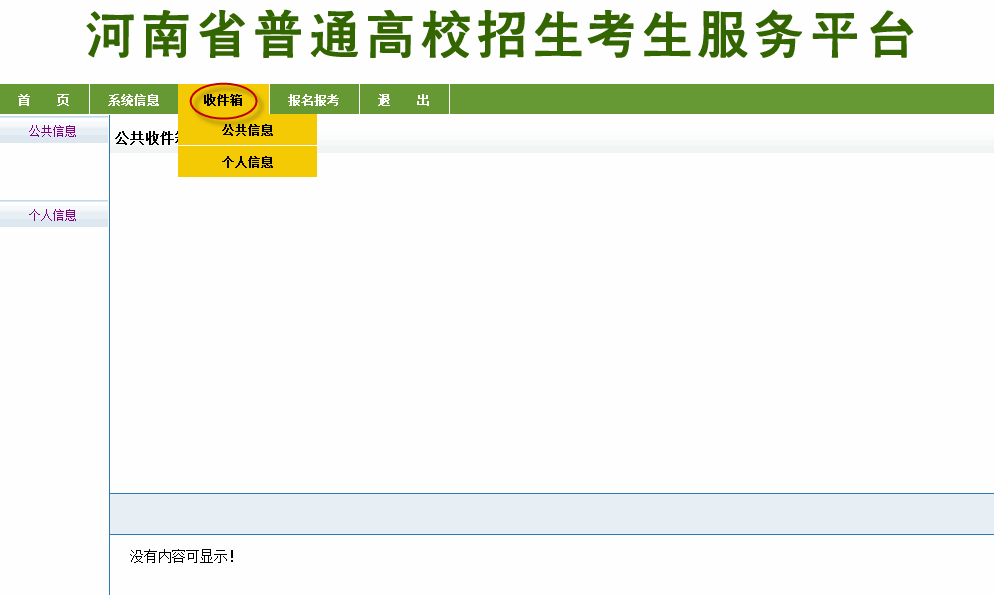 河南省普通高校招生考生服务平台
首 页 系统信息 收件箱 报名报考 退 出
公共信息
个人信息
公共信息
个人信息
公共收件
没有内容可显示！